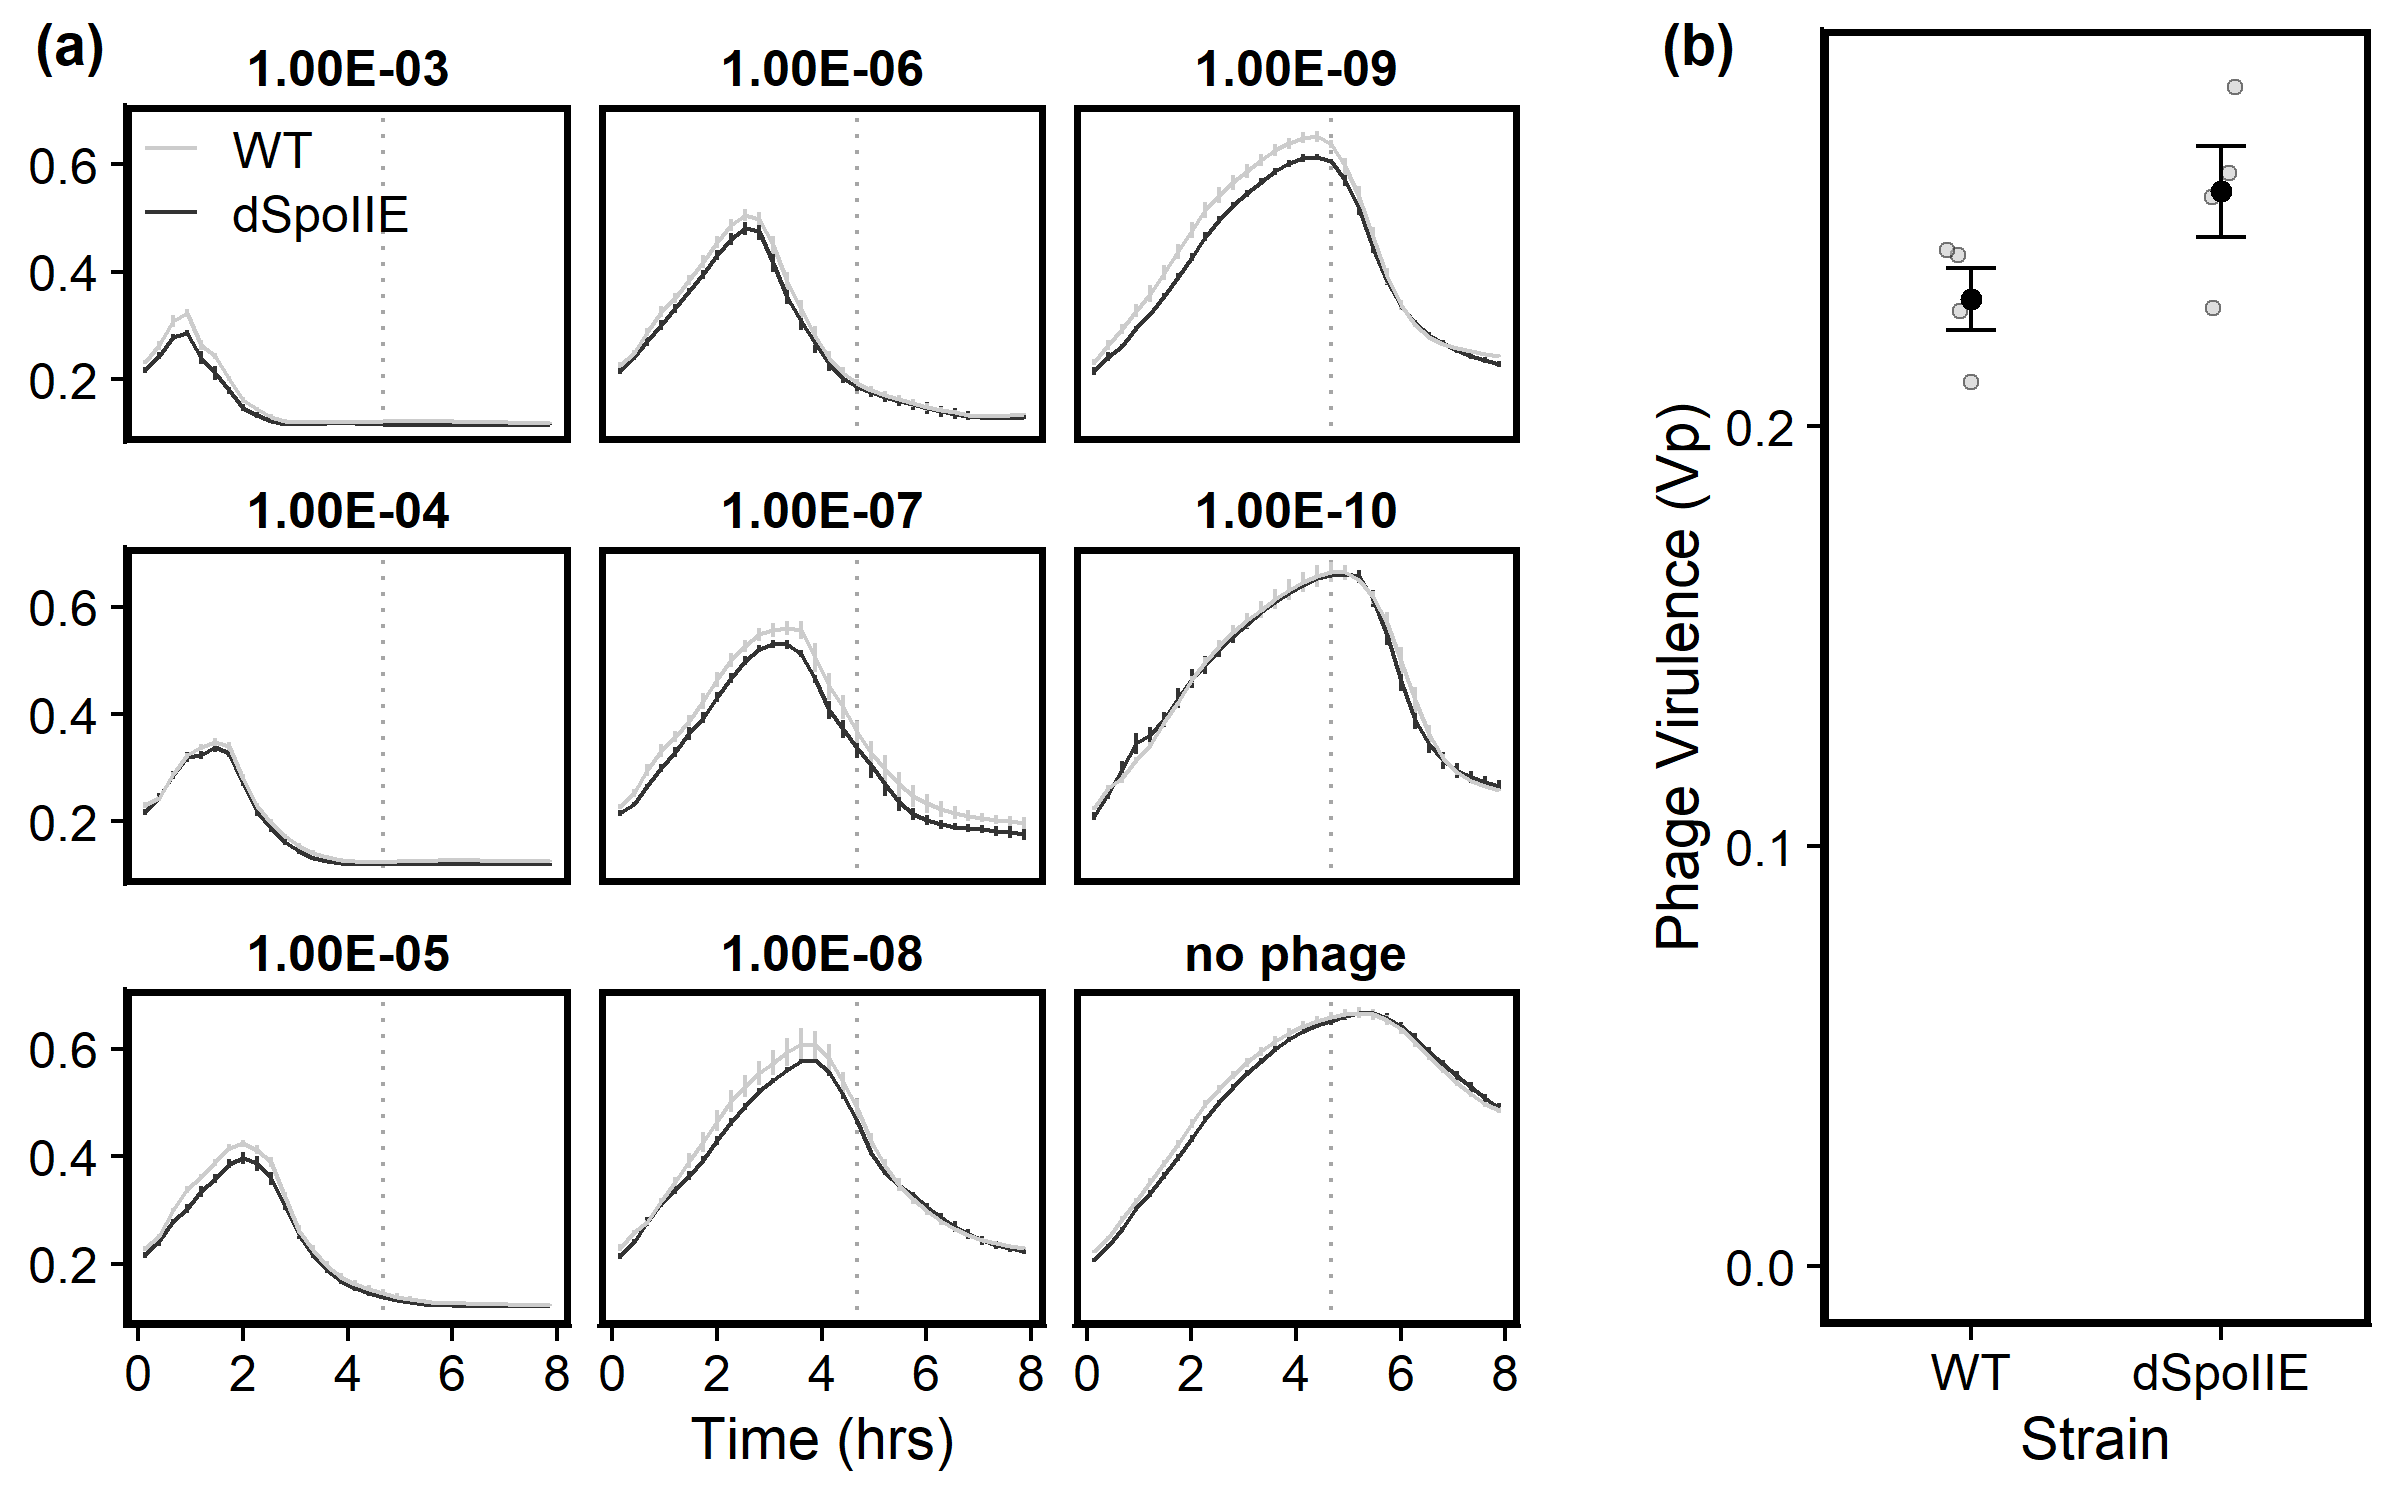 (a)
1.00E-03
1.00E-06
1.00E-09
WT
dSpoIIE
0.6
0.4
0.2
1.00E-04
1.00E-07
1.00E-10
0.6
0.4
0.2
1.00E-05
1.00E-08
no phage
0.6
0.4
0.2
0 2 4 6 8
0 2 4 6 8
0 2 4 6 8
Time (hrs)
(b)
Phage Virulence (Vp)
0.2
0.1
0.0
WT
dSpoIIE
Strain